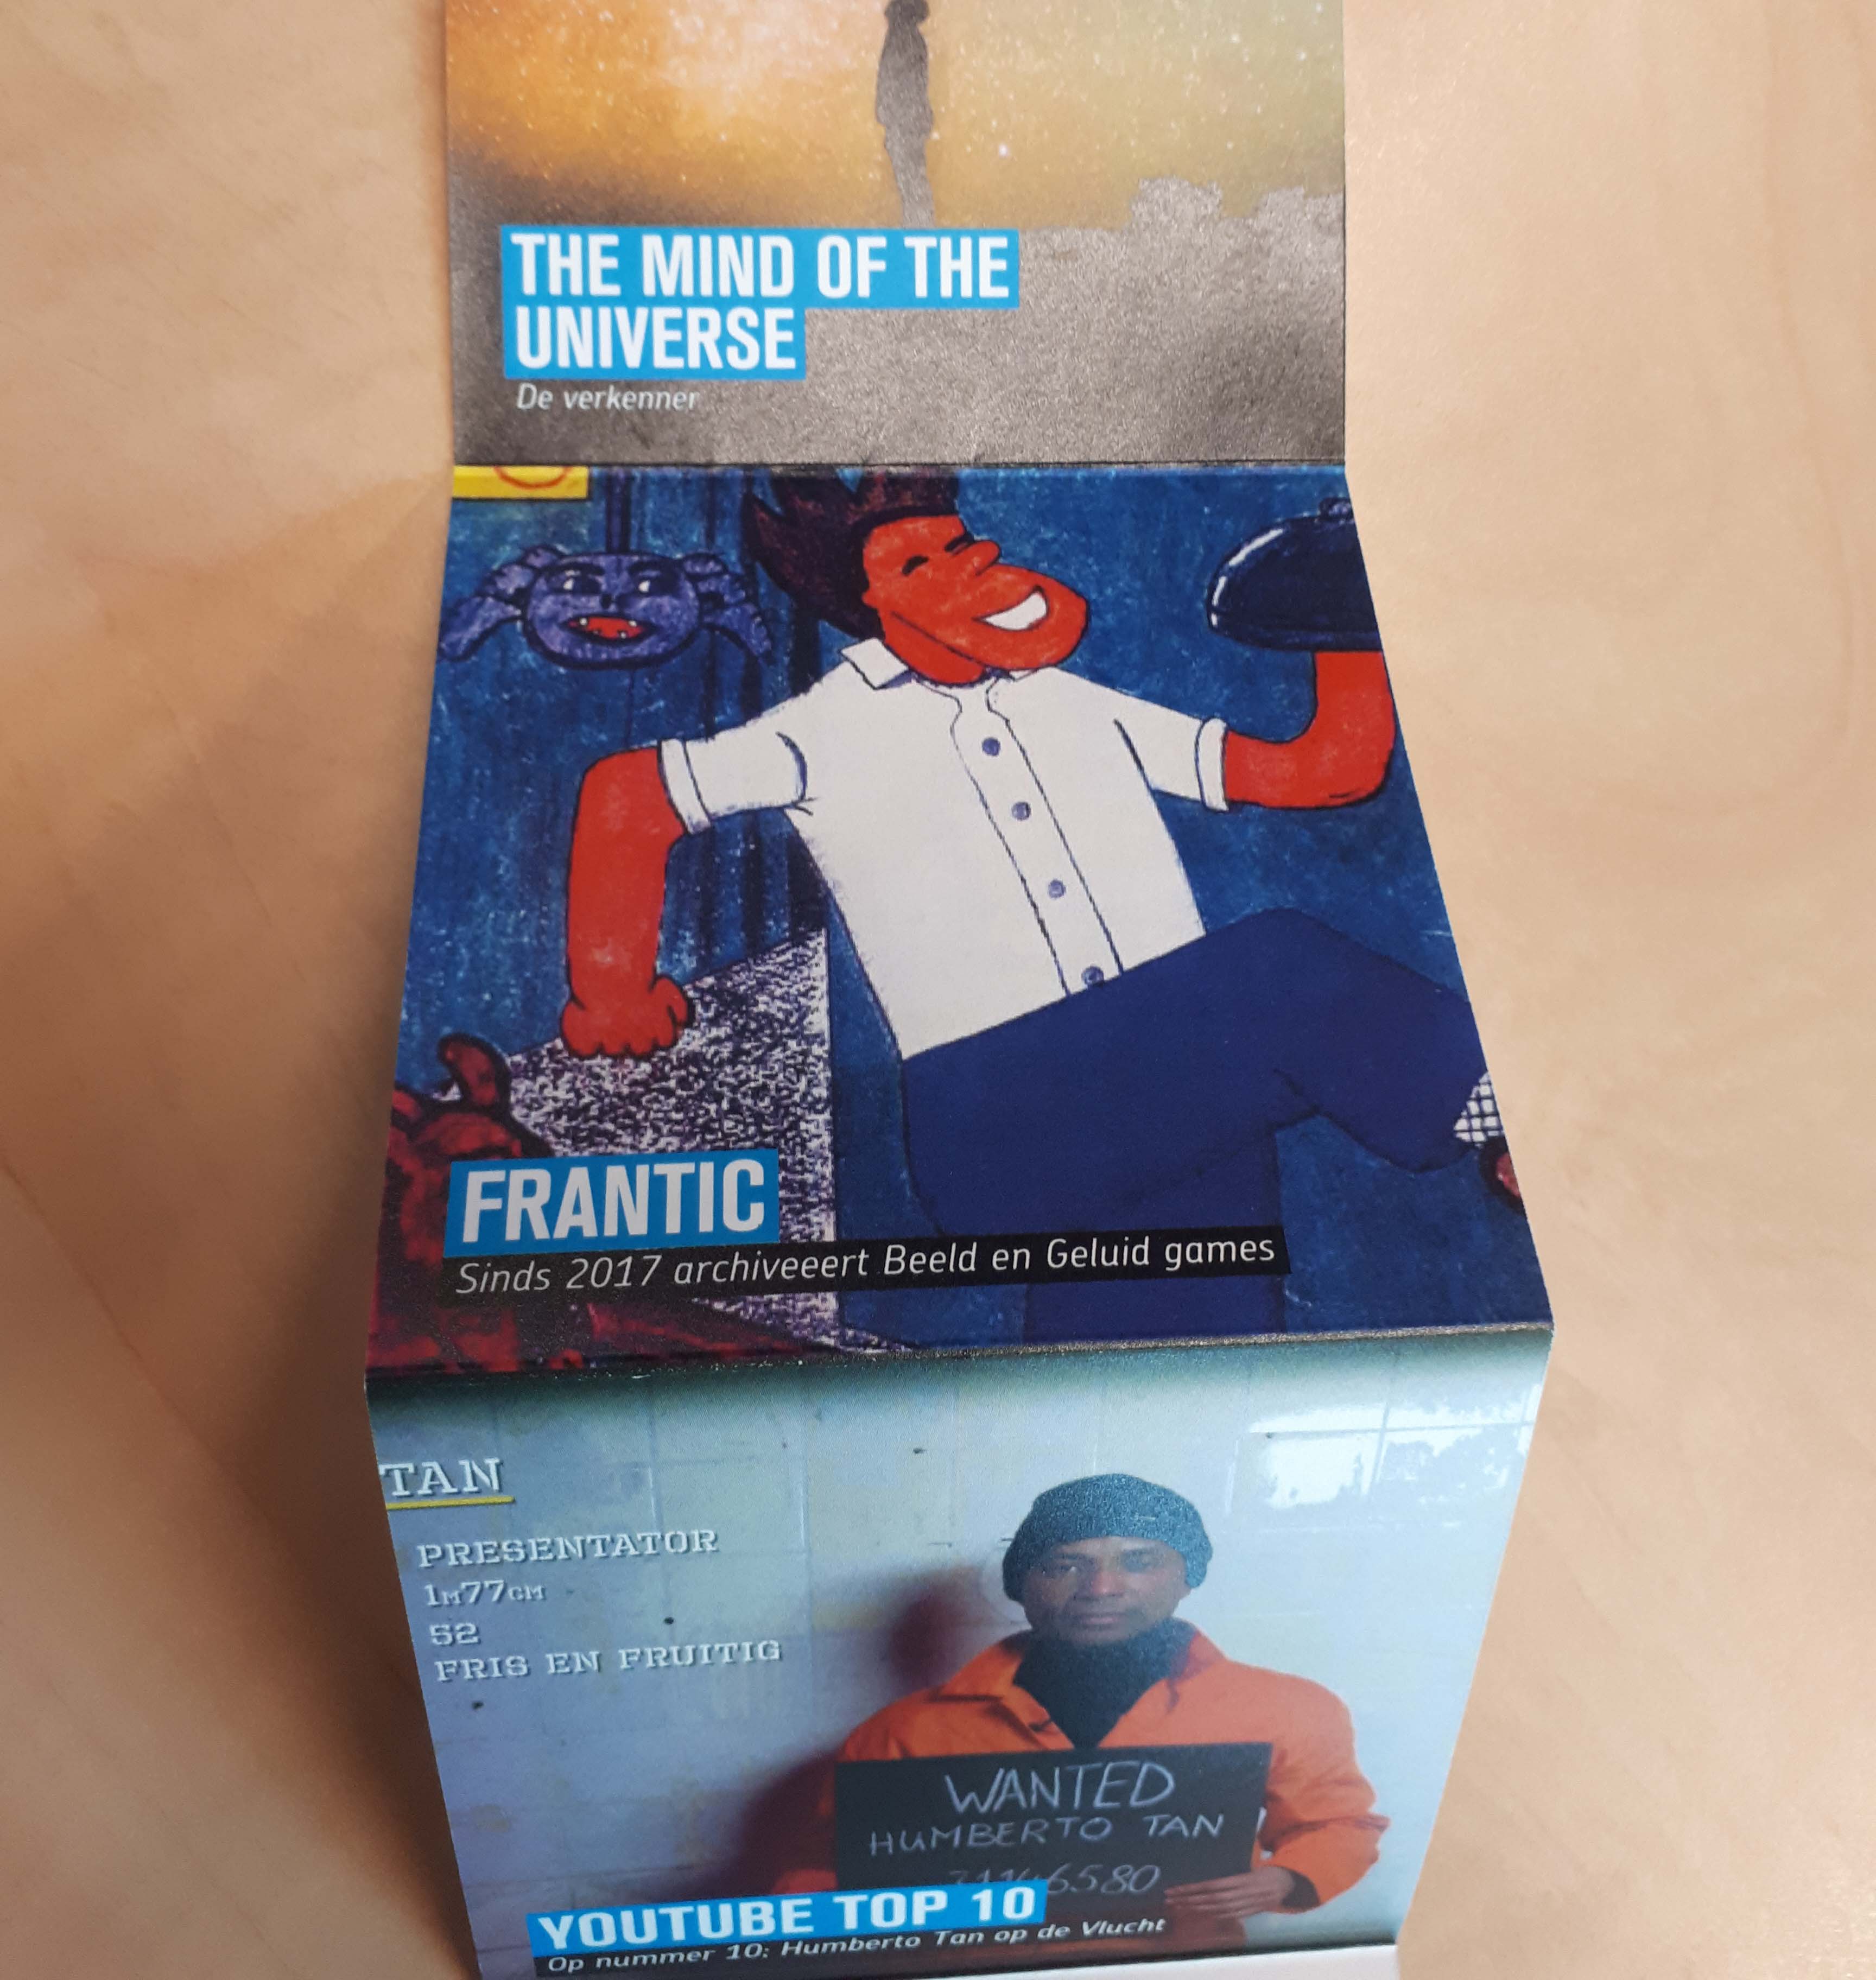 THE MIND OF THE
UNIVERSE
De verkenner
FRANTIC
Sinds 2017 archiveeert Beeld en Geluid games
TAN
PRESENTATOR
1M77CM
52
FRIS EN FRUITIG
WANTED
HUMBERTO TAN
YOUTUBE TOP 10
Op nummer 10: Humberto Tan op de Vlucht